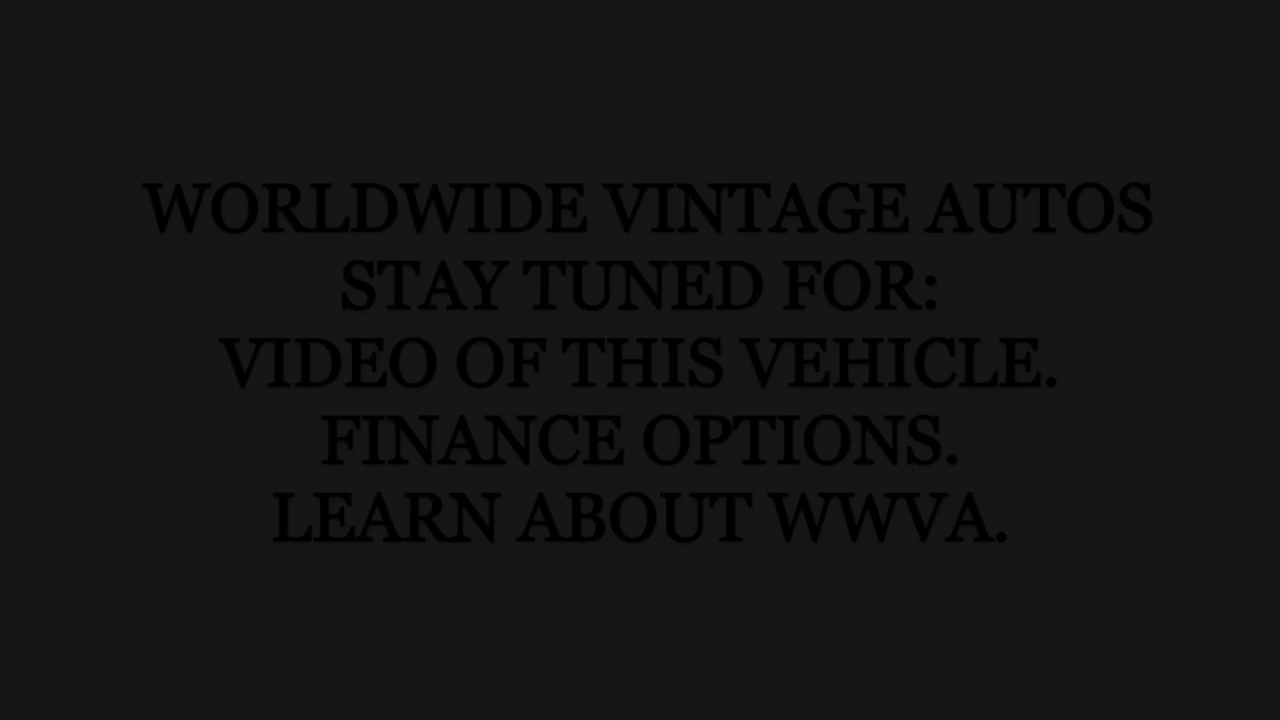 WORLDWIDE VINTAGE AUTOS
STAY TUNED FOR:
VIDEO OF THIS VEHICLE.
FINANCE OPTIONS.
LEARN ABOUT WWVA.